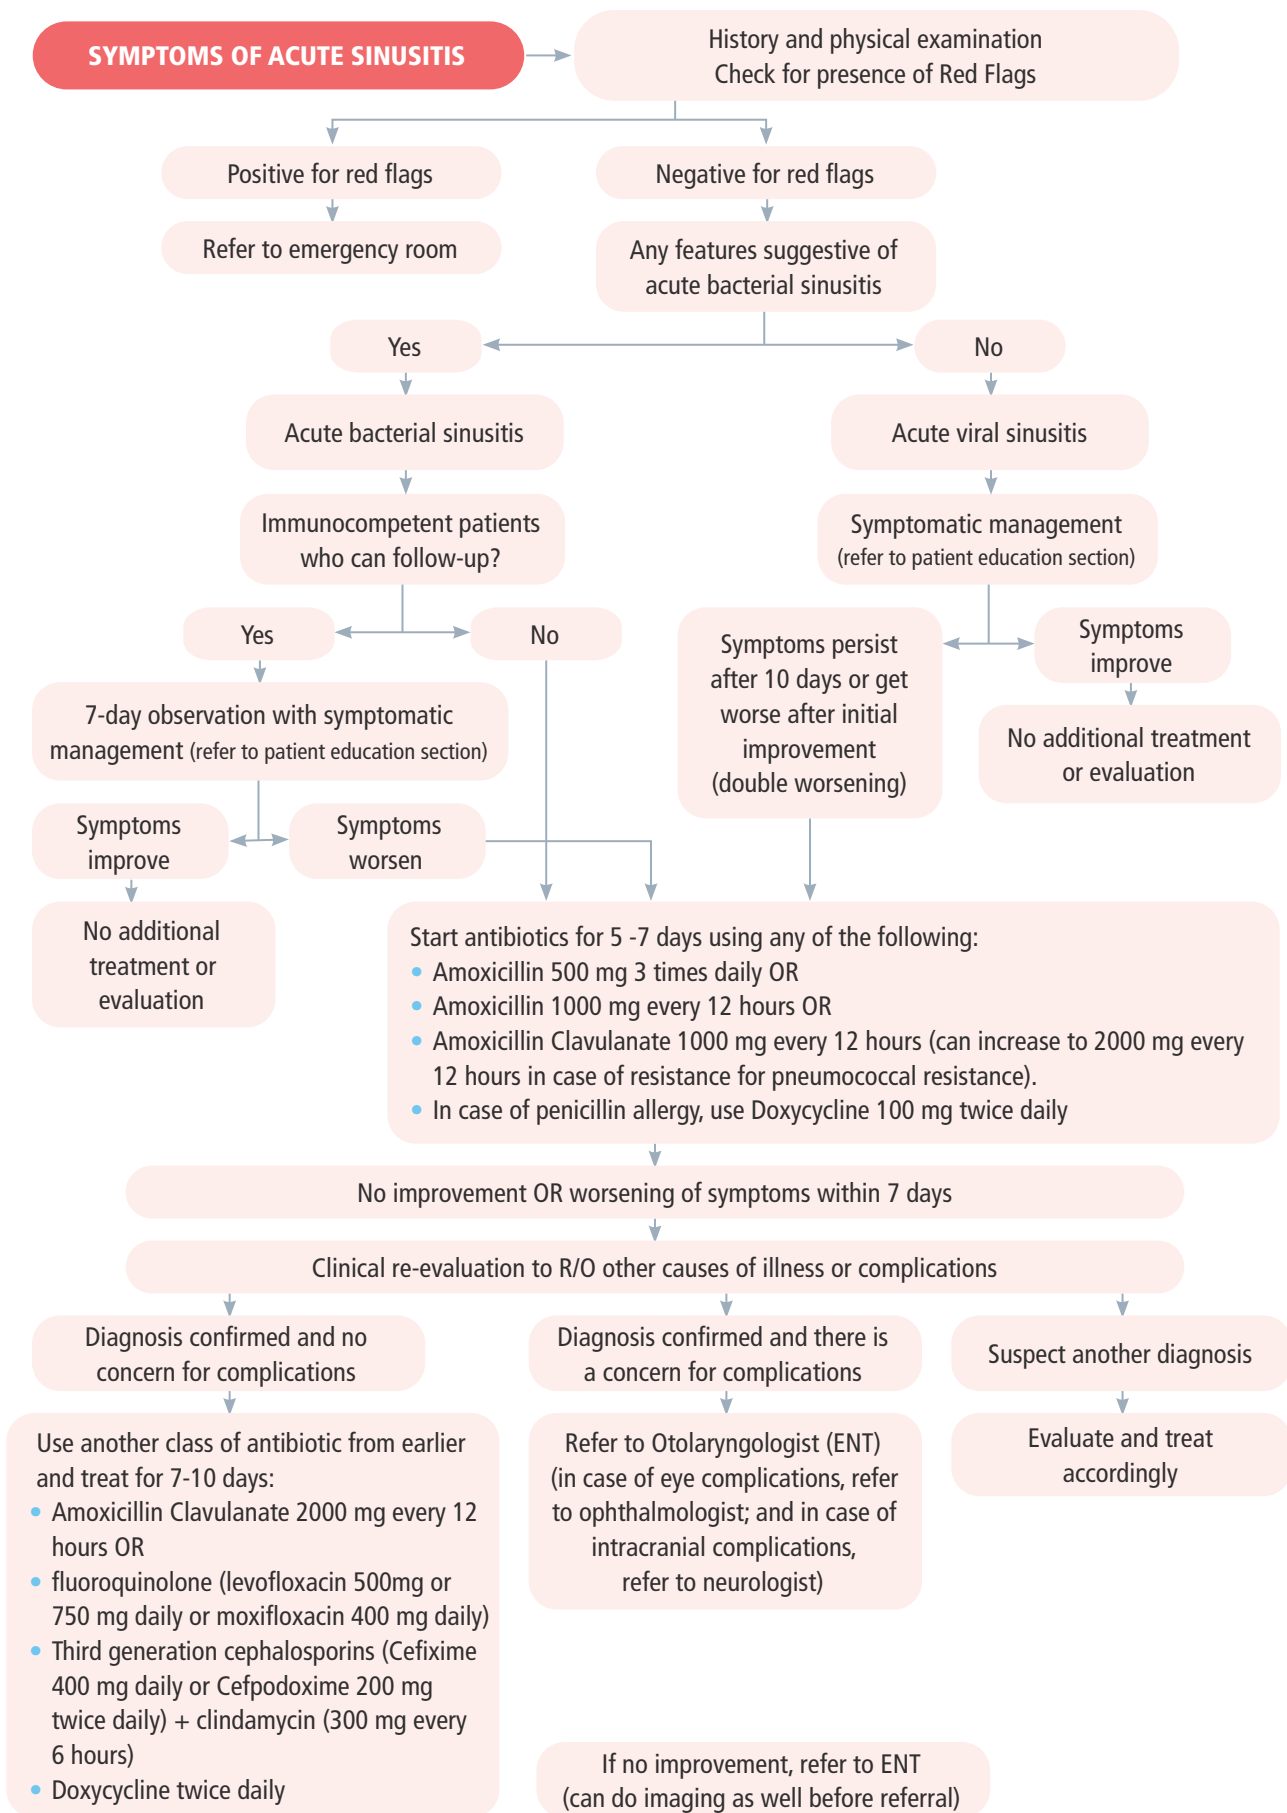 SYMPTOMS OF ACUTE SINUSITIS
History and physical examination
Check for presence of Red Flags
Positive for red flags
Negative for red flags
Refer to emergency room
Any features suggestive of
acute bacterial sinusitis
Yes
No
Acute bacterial sinusitis
Acute viral sinusitis
Immunocompetent patients
who can follow-up?
Symptomatic management
(refer to patient education section)
Yes
No
Symptoms persist
after 10 days or get
worse after initial
improvement
(double worsening)
Symptoms
improve
7-day observation with symptomatic
management (refer to patient education section)
No additional treatment
or evaluation
Symptoms
improve
Symptoms
worsen
No additional
treatment or
evaluation
Start antibiotics for 5 -7 days using any of the following:
• Amoxicillin 500 mg 3 times daily OR
• Amoxicillin 1000 mg every 12 hours OR
• Amoxicillin Clavulanate 1000 mg every 12 hours (can increase to 2000 mg every
12 hours in case of resistance for pneumococcal resistance).
• In case of penicillin allergy, use Doxycycline 100 mg twice daily
No improvement OR worsening of symptoms within 7 days
Clinical re-evaluation to R/O other causes of illness or complications
Diagnosis confirmed and no
concern for complications
Diagnosis confirmed and there is
a concern for complications
Suspect another diagnosis
Use another class of antibiotic from earlier
and treat for 7-10 days:
• Amoxicillin Clavulanate 2000 mg every 12
hours OR
• fluoroquinolone (levofloxacin 500mg or
750 mg daily or moxifloxacin 400 mg daily)
• Third generation cephalosporins (Cefixime
400 mg daily or Cefpodoxime 200 mg
twice daily) + clindamycin (300 mg every
6 hours)
• Doxycycline twice daily
Refer to Otolaryngologist (ENT)
(in case of eye complications, refer
to ophthalmologist; and in case of
intracranial complications,
refer to neurologist)
Evaluate and treat
accordingly
If no improvement, refer to ENT
(can do imaging as well before referral)